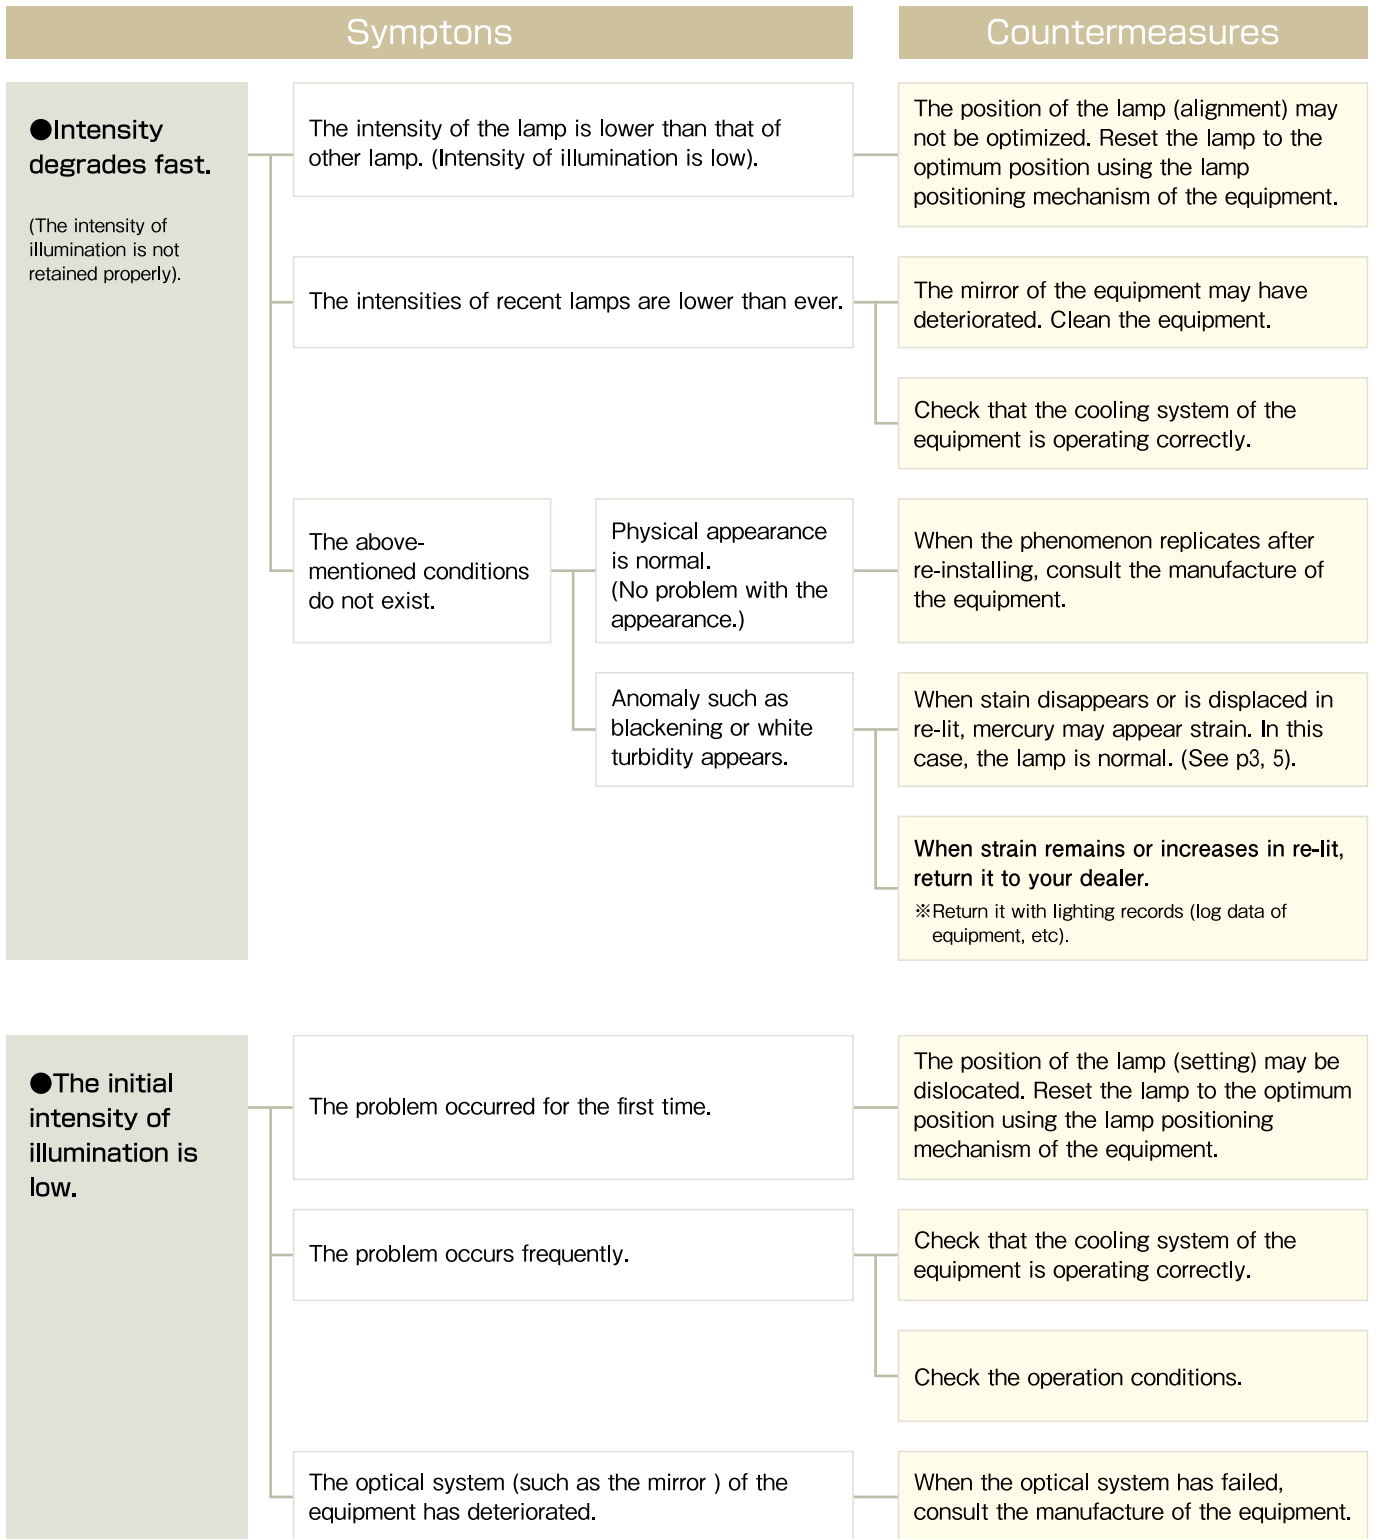 Symptons
Countermeasures
●Intensity
degrades fast.
(The intensity of
illumination is not
retained properly).
The intensity of the lamp is lower than that of
other lamp. (Intensity of illumination is low).
The position of the lamp (alignment) may
not be optimized. Reset the lamp to the
optimum position using the lamp
positioning mechanism of the equipment.
The intensities of recent lamps are lower than ever.
The mirror of the equipment may have
deteriorated. Clean the equipment.
Check that the cooling system of the
equipment is operating correctly.
The above-
mentioned conditions
do not exist.
Physical appearance
is normal.
(No problem with the
appearance.)
When the phenomenon replicates after
re-installing, consult the manufacture of
the equipment.
Anomaly such as
blackening or white
turbidity appears.
When stain disappears or is displaced in
re-lit, mercury may appear strain. In this
case, the lamp is normal. (See p3, 5).
When strain remains or increases in re-lit,
return it to your dealer.
※Return it with lighting records (log data of
equipment, etc).
●The initial
intensity of
illumination is
low.
The problem occurred for the first time.
The position of the lamp (setting) may be
dislocated. Reset the lamp to the optimum
position using the lamp positioning
mechanism of the equipment.
The problem occurs frequently.
Check that the cooling system of the
equipment is operating correctly.
Check the operation conditions.
The optical system (such as the mirror ) of the
equipment has deteriorated.
When the optical system has failed,
consult the manufacture of the equipment.